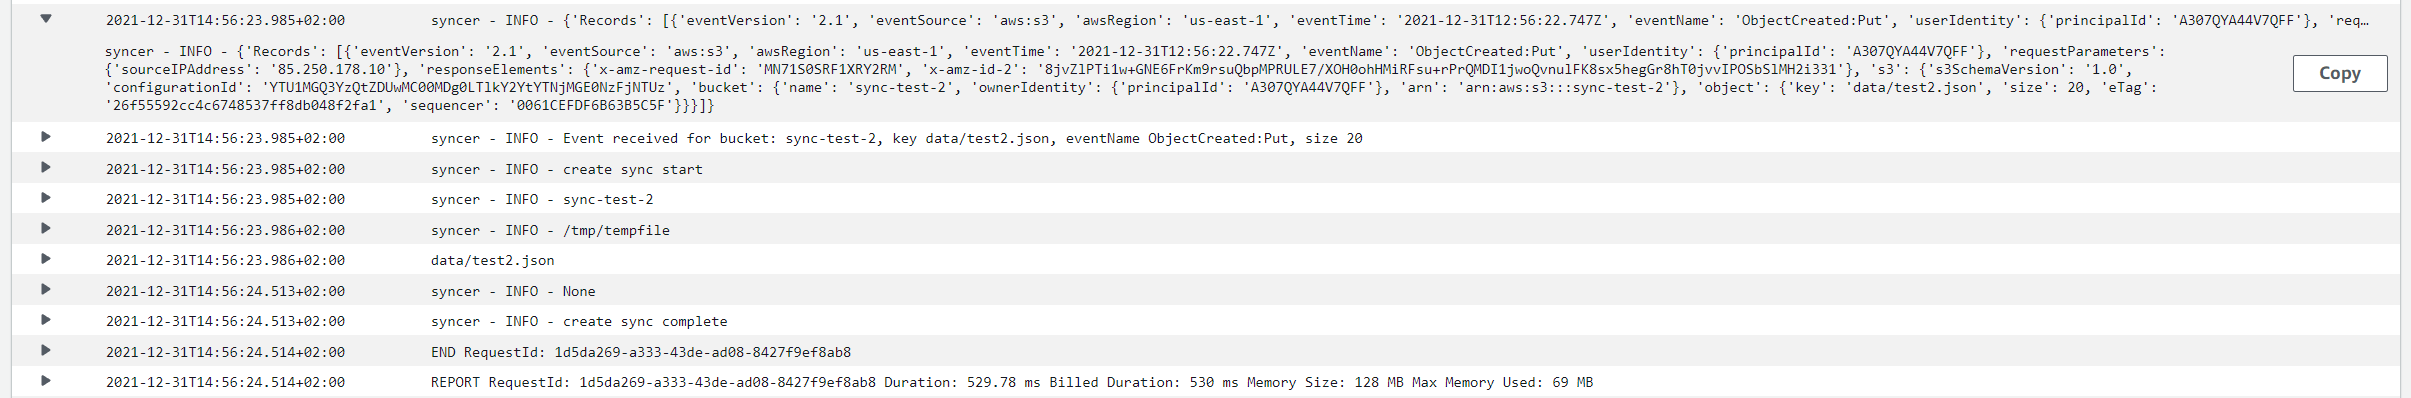 2021-12-31T14:56:23.985+02:00 syncer - INFO - {'Records': [{'eventVersion': '2.1', 'eventSource': 'aws:s3', 'awsRegion': 'us-east-1', 'eventTime': '2021-12-31T12:56:22.747Z', 'eventName': 'ObjectCreated:Put', 'userIdentity': {'principalId': 'A307QYA44V7QFF'}, 'req…
syncer - INFO - {'Records': [{'eventVersion': '2.1', 'eventSource': 'aws:s3', 'awsRegion': 'us-east-1', 'eventTime': '2021-12-31T12:56:22.747Z', 'eventName': 'ObjectCreated:Put', 'userIdentity': {'principalId': 'A307QYA44V7QFF'}, 'requestParameters':
{'sourceIPAddress': '85.250.178.10'}, 'responseElements': {'x-amz-request-id': 'MN71S0SRF1XRY2RM', 'x-amz-id-2': '8jvZlPTi1w+GNE6FrKm9rsuQbpMPRULE7/XOH0ohHMiRFsu+rPrQMDI1jwoQvnulFK8sx5hegGr8hT0jvvIPOSbSlMH2i331'}, 's3': {'s3SchemaVersion': '1.0',
'configurationId': 'YTU1MGQ3YzQtZDUwMC00MDg0LTlkY2YtYTNjMGE0NzFjNTUz', 'bucket': {'name': 'sync-test-2', 'ownerIdentity': {'principalId': 'A307QYA44V7QFF'}, 'arn': 'arn:aws:s3:::sync-test-2'}, 'object': {'key': 'data/test2.json', 'size': 20, 'eTag':
'26f55592cc4c6748537ff8db048f2fa1', 'sequencer': '0061CEFDF6B63B5C5F'}}}]}
Copy
2021-12-31T14:56:23.985+02:00 syncer - INFO - Event received for bucket: sync-test-2, key data/test2.json, eventName ObjectCreated:Put, size 20
2021-12-31T14:56:23.985+02:00 syncer - INFO - create sync start
2021-12-31T14:56:23.985+02:00 syncer - INFO - sync-test-2
2021-12-31T14:56:23.986+02:00 syncer - INFO - /tmp/tempfile
2021-12-31T14:56:23.986+02:00 data/test2.json
2021-12-31T14:56:24.513+02:00 syncer - INFO - None
2021-12-31T14:56:24.513+02:00 syncer - INFO - create sync complete
2021-12-31T14:56:24.514+02:00 END RequestId: 1d5da269-a333-43de-ad08-8427f9ef8ab8
2021-12-31T14:56:24.514+02:00 REPORT RequestId: 1d5da269-a333-43de-ad08-8427f9ef8ab8 Duration: 529.78 ms Billed Duration: 530 ms Memory Size: 128 MB Max Memory Used: 69 MB